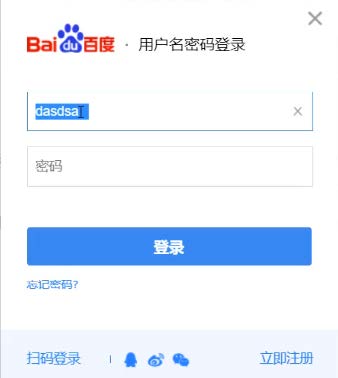 Bai du 百度 · 用户名密码登录
dasdsa
密码
登录
忘记密码?
扫码登录 立即注册